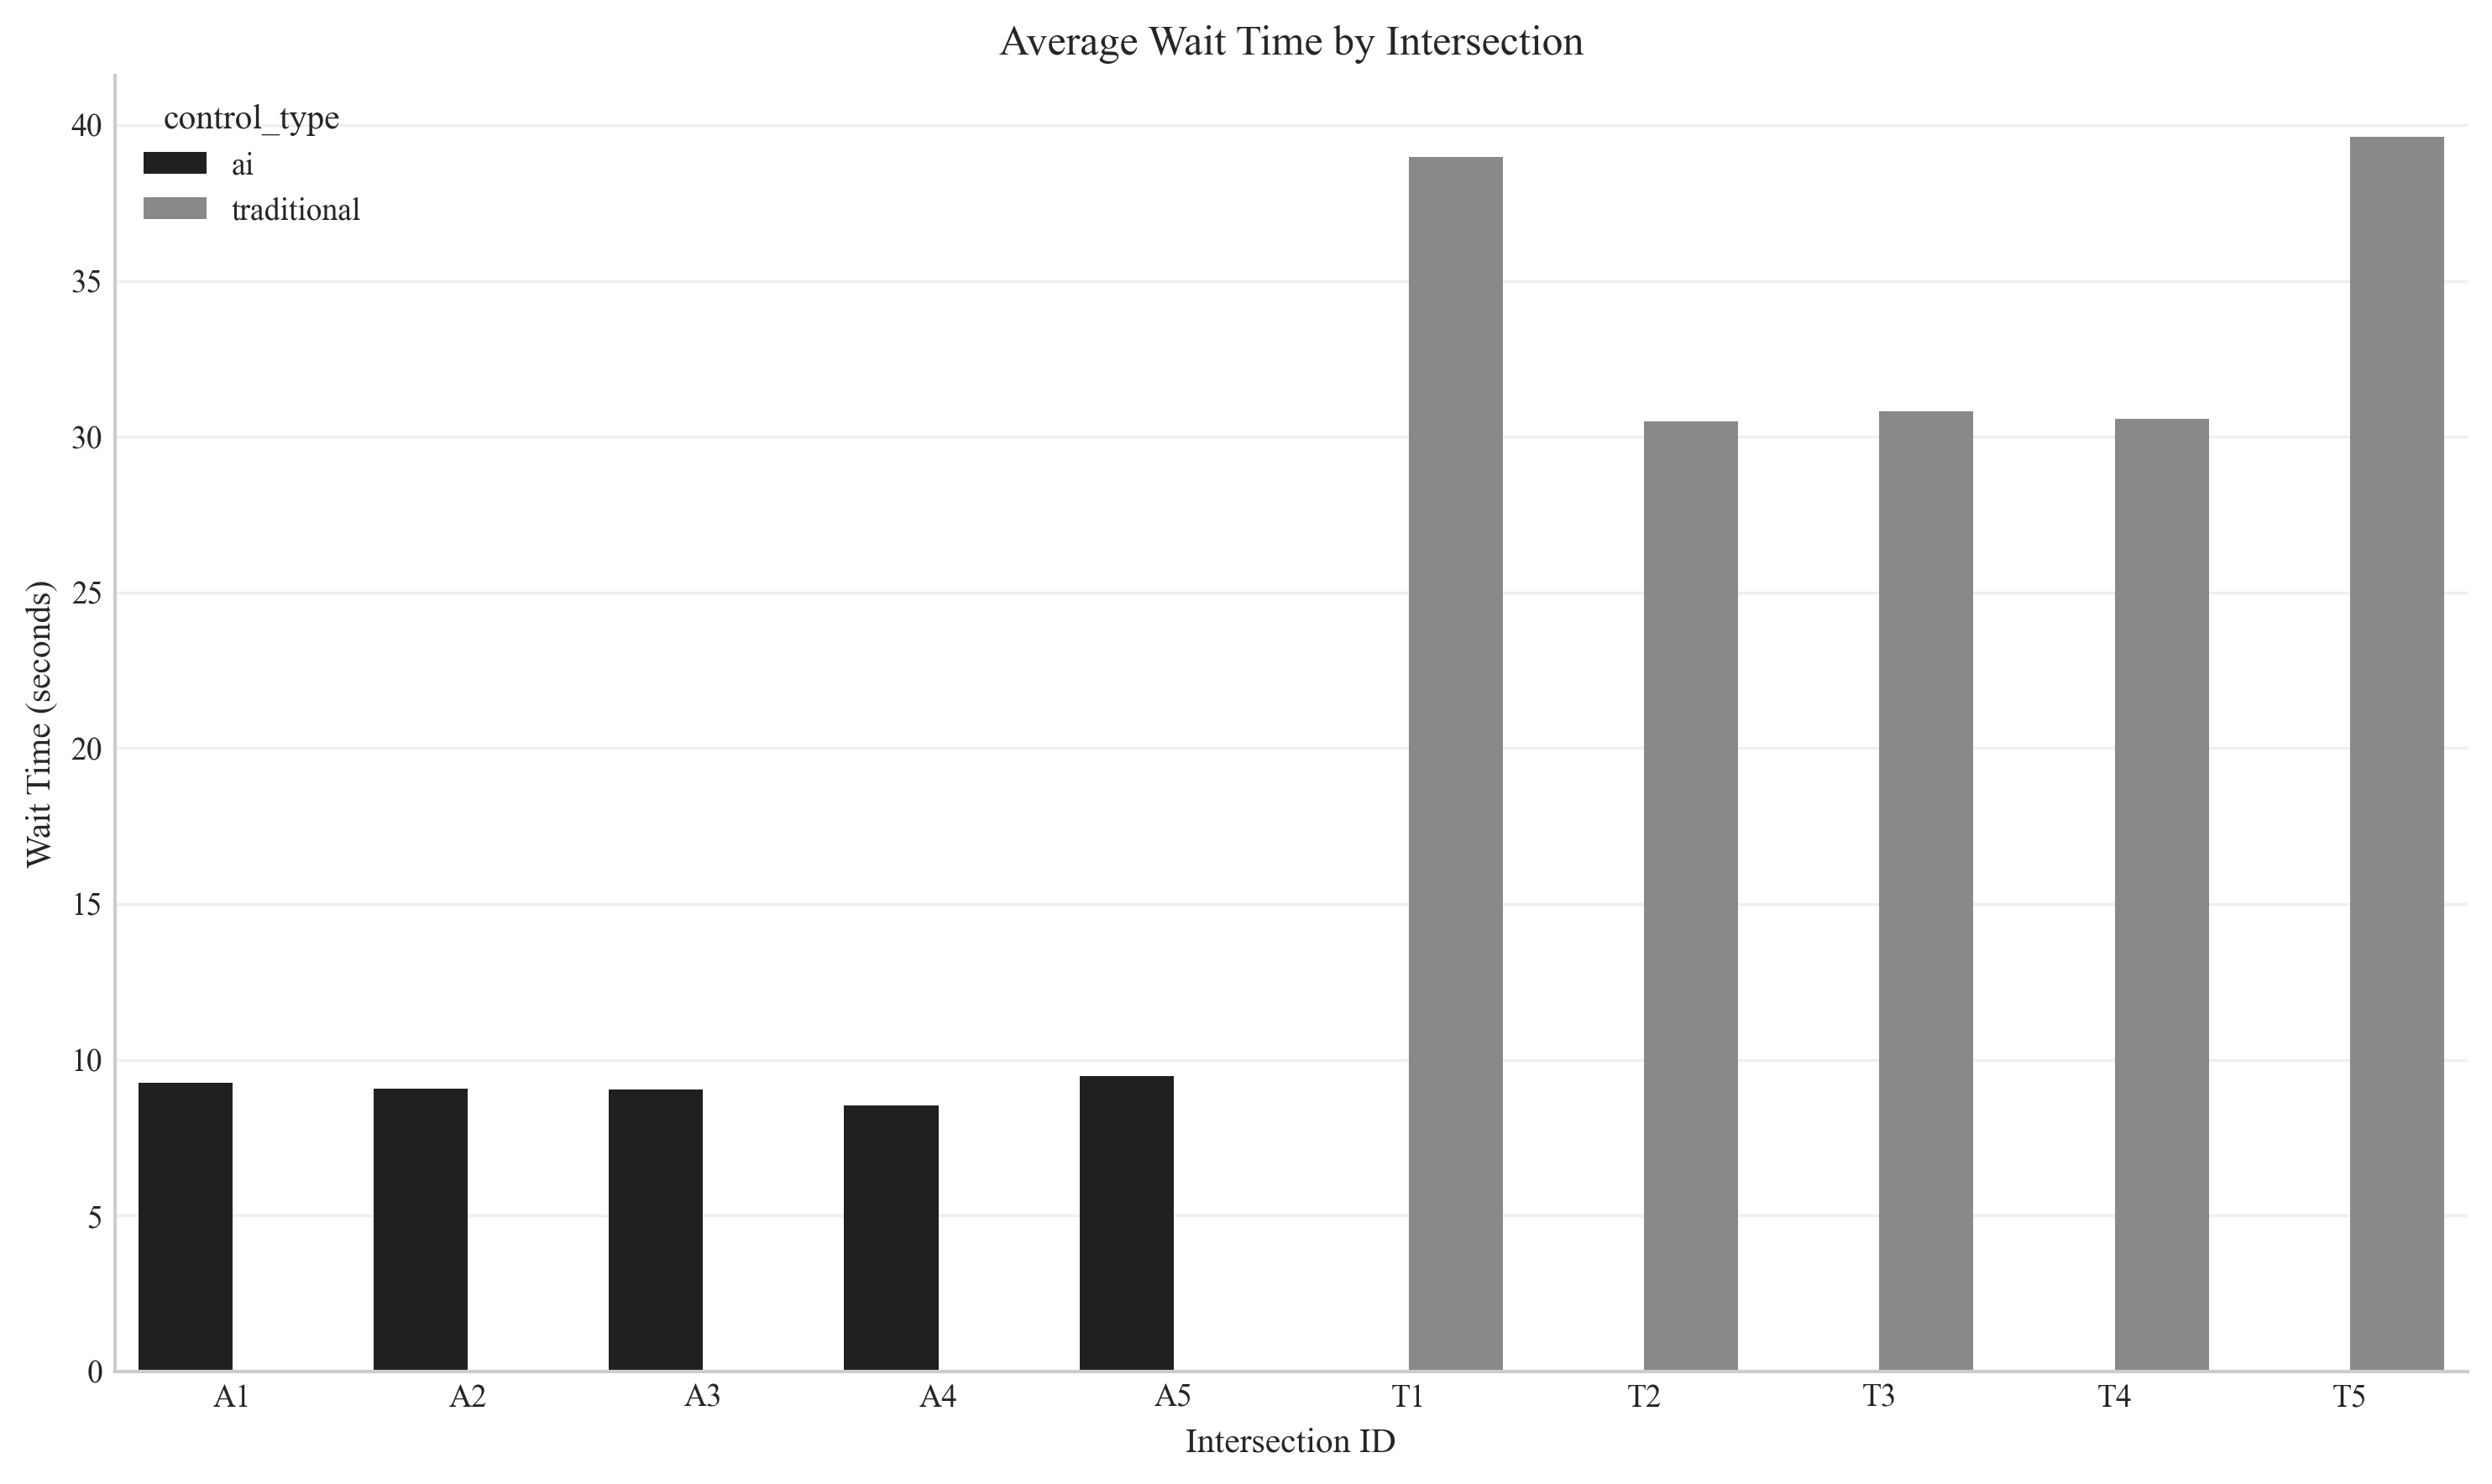 Average Wait Time by Intersection
control_type
ai
traditional
Wait Time (seconds)
40
35
30
25
20
15
10
5
0
A1 A2 A3 A4 A5 T1 T2 T3 T4 T5
Intersection ID